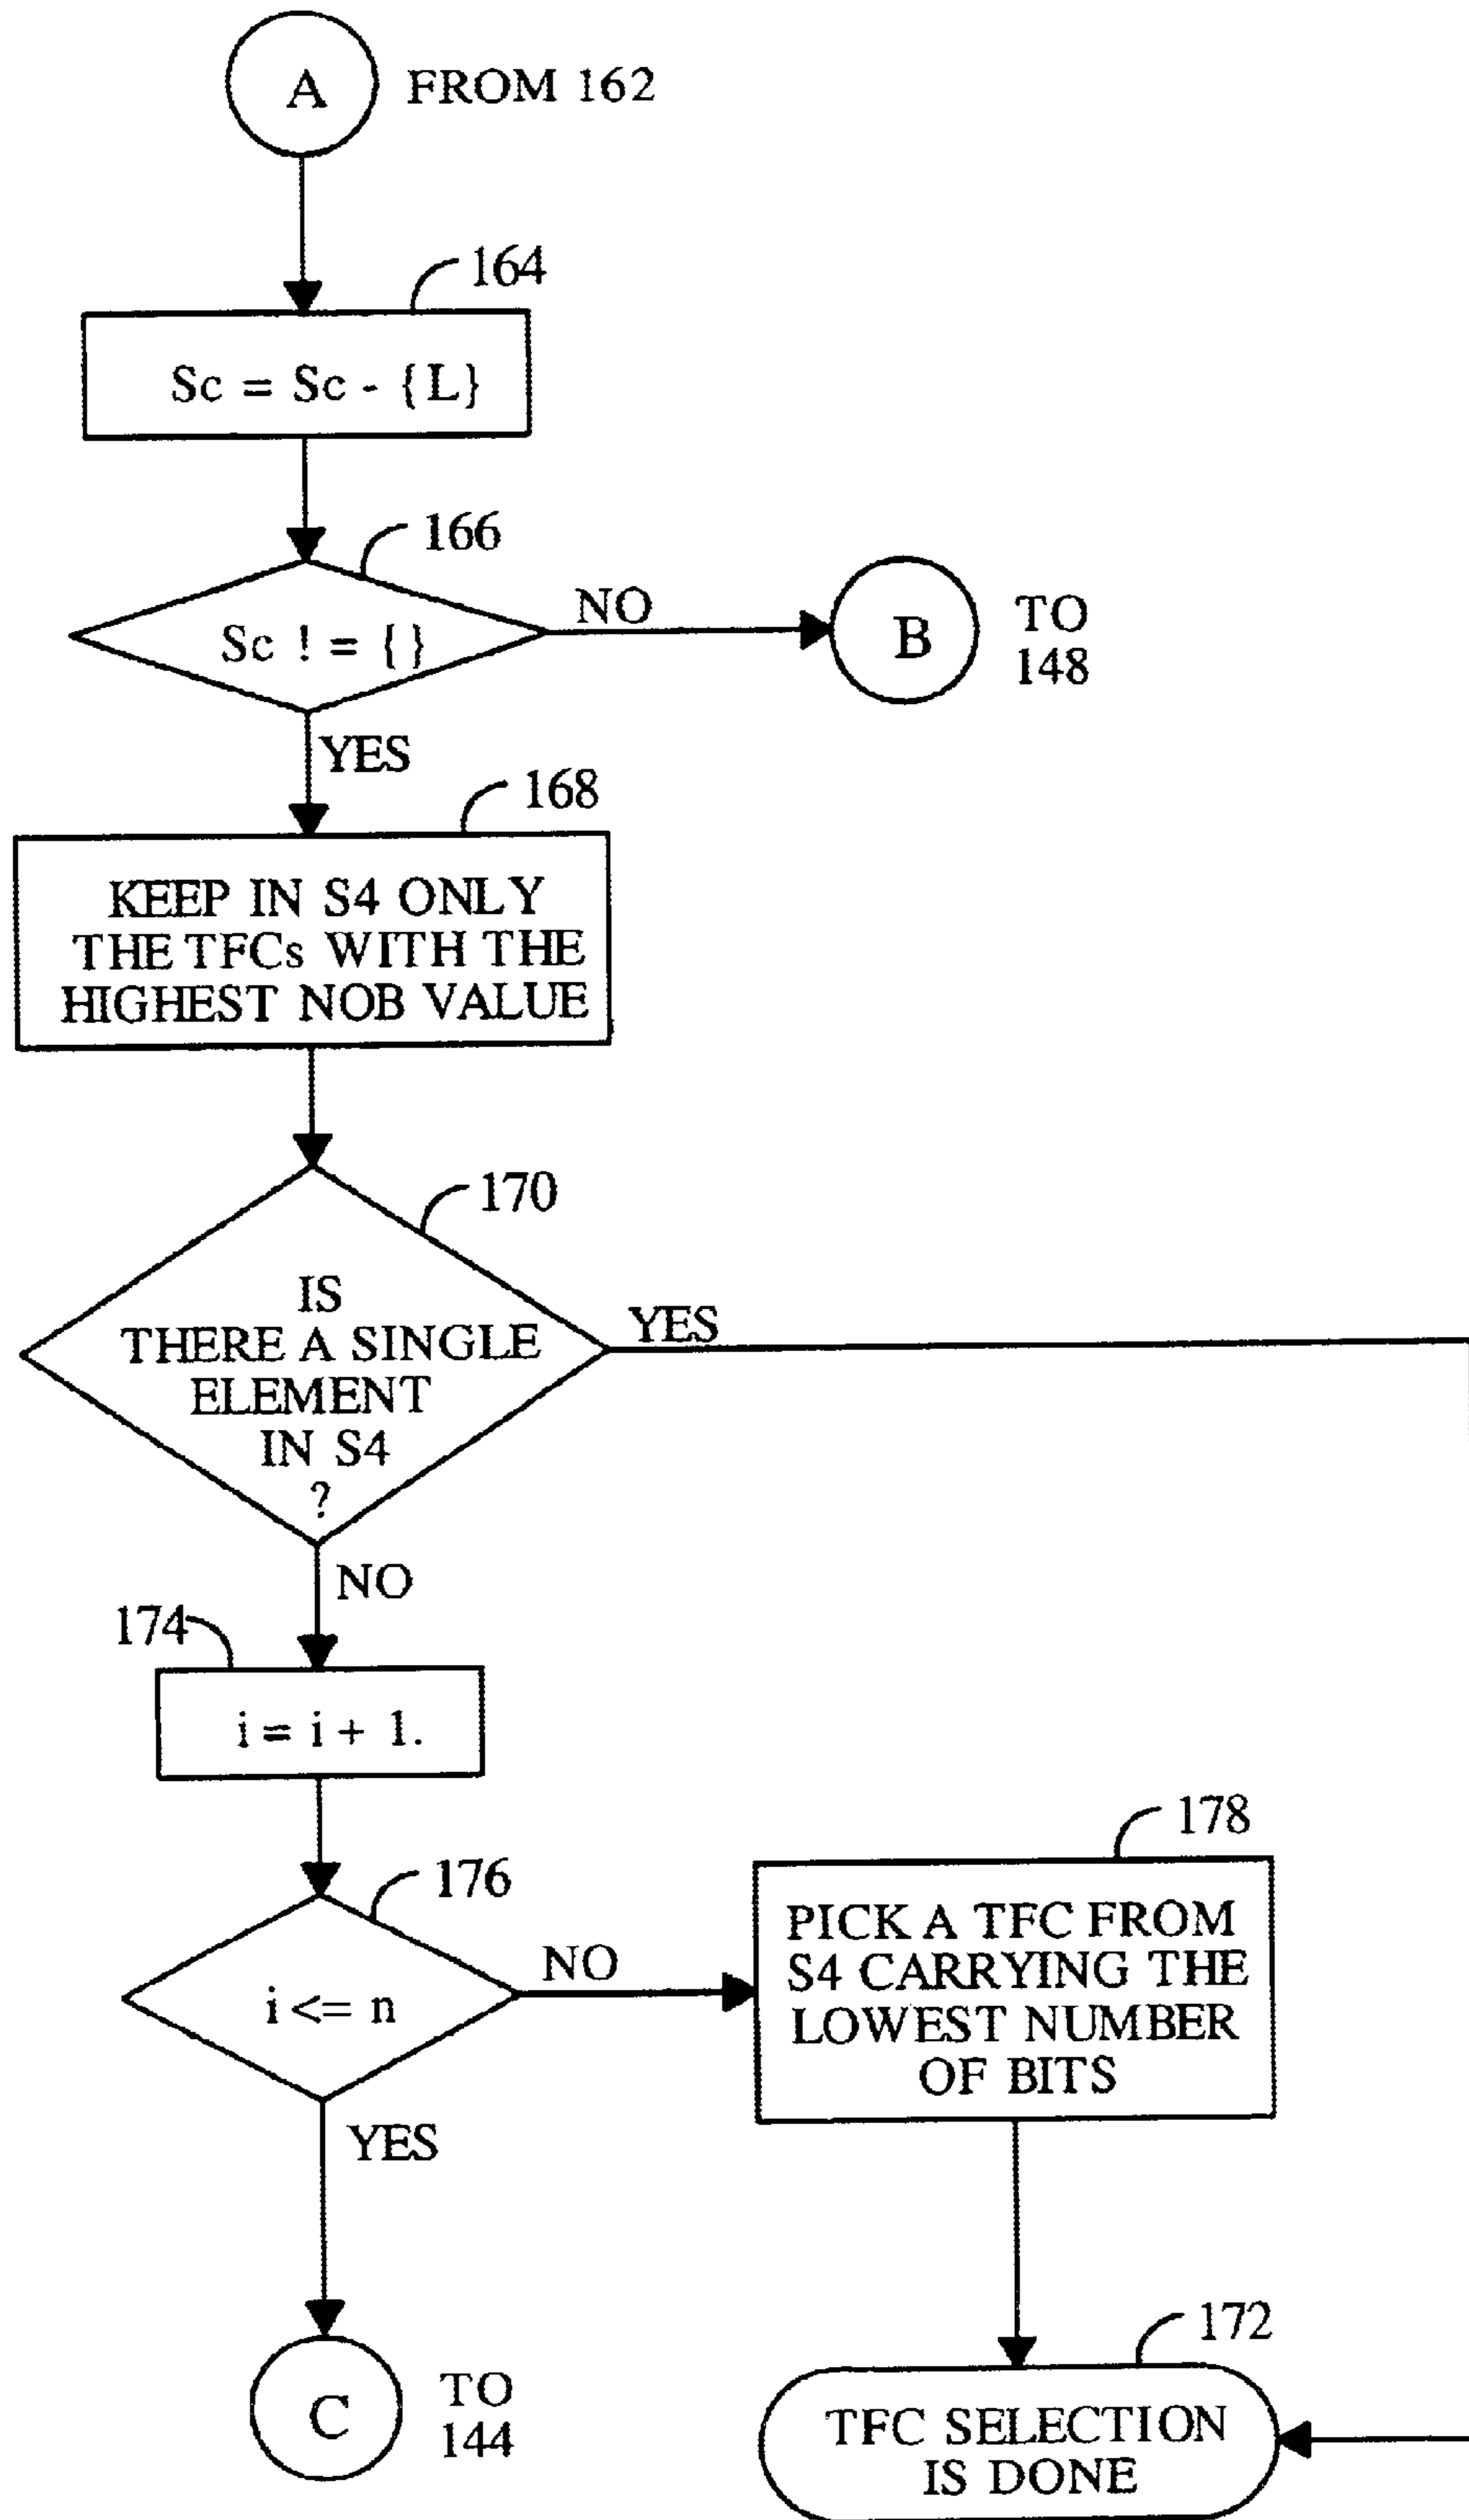 A FROM 162
164
Sc = Sc - {L}
166
Sc ! = { }
NO
B
TO
148
YES
168
KEEP IN S4 ONLY
THE TFCs WITH THE
HIGHEST NOB VALUE
170
IS
THERE A SINGLE
ELEMENT
IN S4
?
YES
NO
174
i = i + 1.
176
i <= n
NO
178
PICK A TFC FROM
S4 CARRYING THE
LOWEST NUMBER
OF BITS
YES
C
TO
144
172
TFC SELECTION
IS DONE